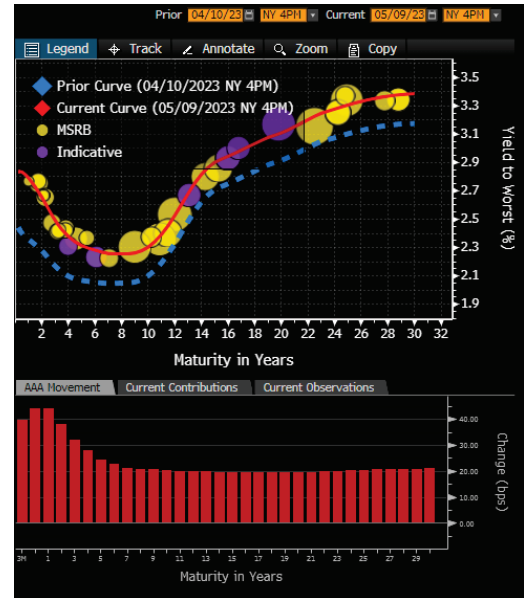 Prior 04/10/23 NY 4PM Current 05/09/23 NY 4PM
Legend Track Annotate Zoom Copy
Prior Curve (04/10/2023 NY 4PM)
Current Curve (05/09/2023 NY 4PM)
MSRB
Indicative
3.5
3.3
3.1
2.9
2.7
2.5
2.3
2.1
1.9
Yield to Worst (%)
2 4 6 8 10 12 14 16 18 20 22 24 26 28 30 32
Maturity in Years
AAA Movement Current Contributions Current Observations
40.00
30.00
20.00
10.00
0.00
Change (bps)
3M 1 3 5 7 9 11 13 15 17 19 21 23 25 27 29
Maturity in Years